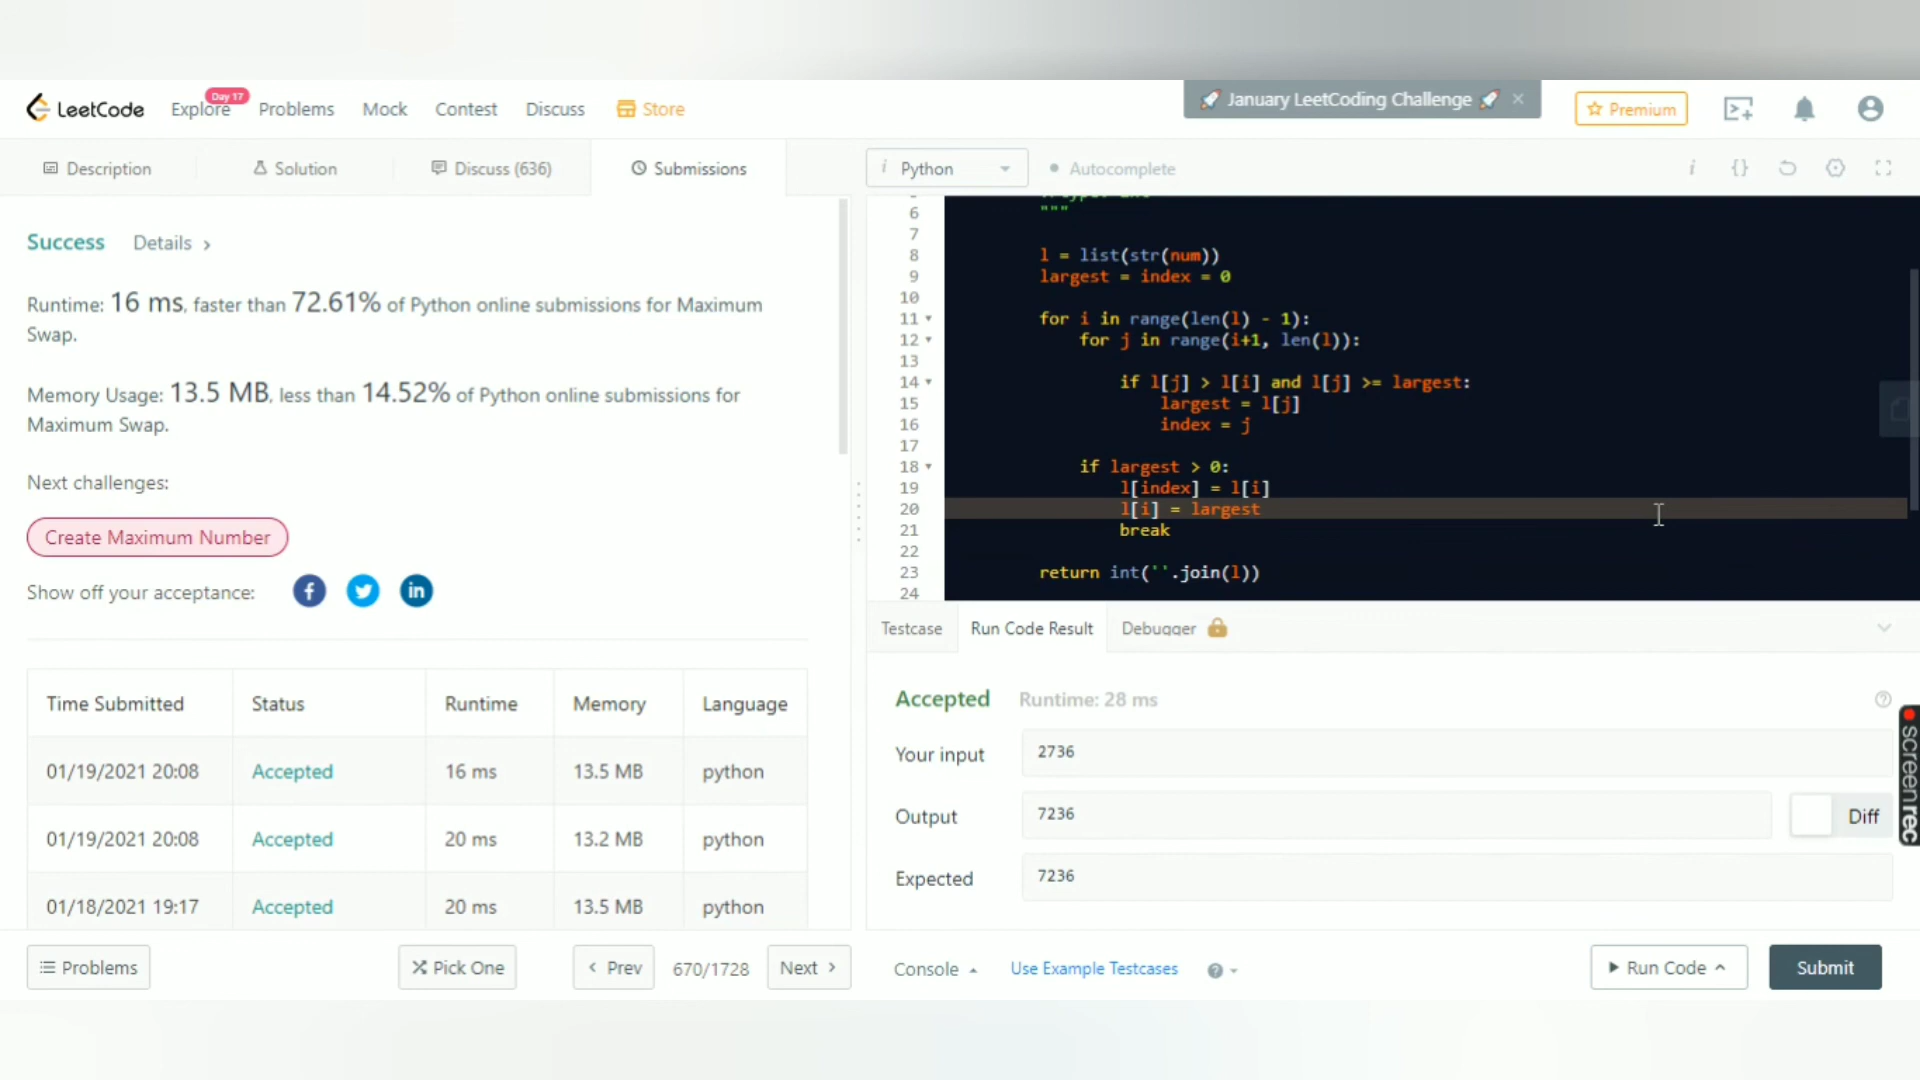 LeetCode
Explore
Day 17
Problems
Mock
Contest
Discuss
Store
🚀 January LeetCoding Challenge 🚀 ×
Premium
Description
Solution
Discuss (636)
Submissions
i Python
Autocomplete
Success
Details >
Runtime: 16 ms, faster than 72.61% of Python online submissions for Maximum
Swap.
Memory Usage: 13.5 MB, less than 14.52% of Python online submissions for
Maximum Swap.
Next challenges:
Create Maximum Number
Show off your acceptance:
Time Submitted Status Runtime Memory Language
01/19/2021 20:08 Accepted 16 ms 13.5 MB python
01/19/2021 20:08 Accepted 20 ms 13.2 MB python
01/18/2021 19:17 Accepted 20 ms 13.5 MB python
Problems
Pick One
< Prev
670/1728
Next >
6 """
7
8 l = list(str(num))
9 largest = index = 0
10
11 for i in range(len(l) - 1):
12 for j in range(i+1, len(l)):
13
14 if l[j] > l[i] and l[j] >= largest:
15 largest = l[j]
16 index = j
17
18 if largest > 0:
19 l[index] = l[i]
20 l[i] = largest
21 break
22
23 return int(''.join(l))
24
Testcase
Run Code Result
Debugger
Accepted Runtime: 28 ms
Your input 2736
Output 7236
Diff
Expected 7236
Console
Use Example Testcases
Run Code
Submit
screenrec